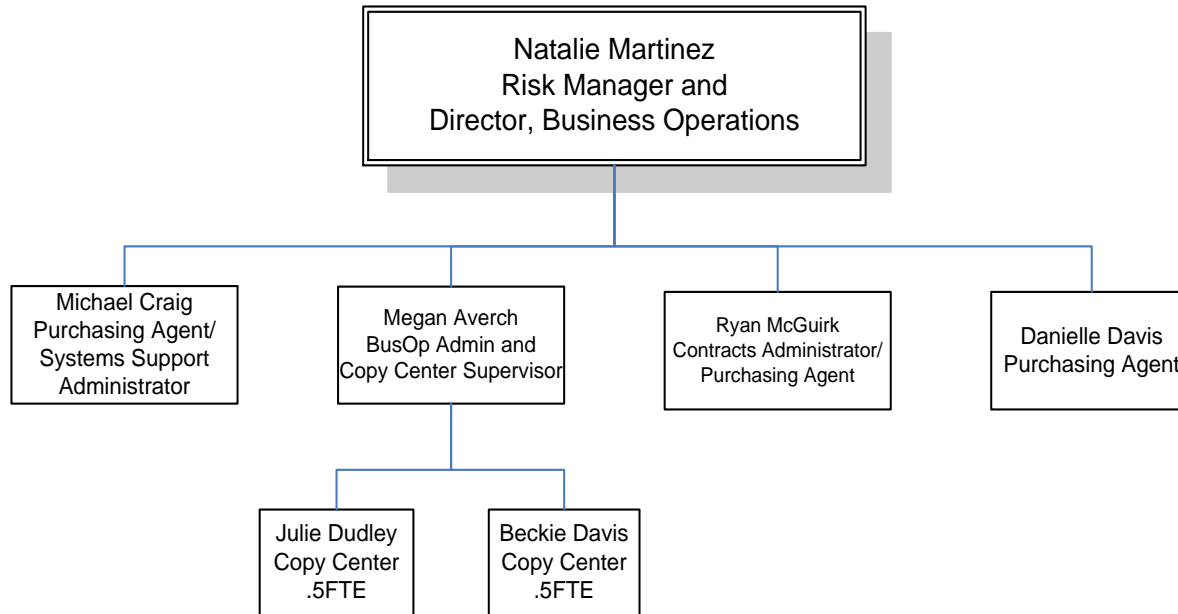 Natalie Martinez
Risk Manager and
Director, Business Operations
Michael Craig
Purchasing Agent/
Systems Support
Administrator
Megan Averch
BusOp Admin and
Copy Center Supervisor
Ryan McGuirk
Contracts Administrator/
Purchasing Agent
Danielle Davis
Purchasing Agent
Julie Dudley
Copy Center
.5FTE
Beckie Davis
Copy Center
.5FTE